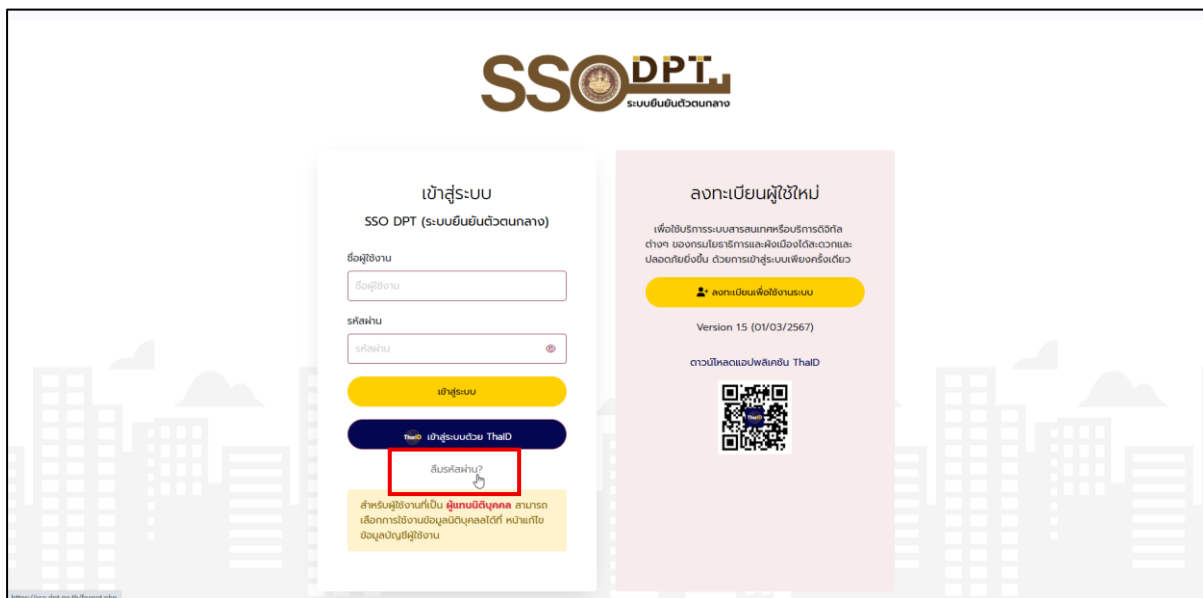 SSO DPT
ระบบยืนยันตัวตนกลาง
เข้าสู่ระบบ
SSO DPT (ระบบยืนยันตัวตนกลาง)
ชื่อผู้ใช้งาน
ชื่อผู้ใช้งาน
รหัสผ่าน
รหัสผ่าน
เข้าสู่ระบบ
ThaID เข้าสู่ระบบด้วย ThaID
ลืมรหัสผ่าน?
สำหรับผู้ใช้งานที่เป็น ผู้แทนนิติบุคคล สามารถ
เลือกการใช้งานข้อมูลนิติบุคคลได้ที่ หน้าแก้ไข
ข้อมูลบัญชีผู้ใช้งาน
ลงทะเบียนผู้ใช้ใหม่
เพื่อใช้บริการระบบสารสนเทศหรือบริการดิจิทัล
ต่างๆ ของกรมโยธาธิการและผังเมืองได้สะดวกและ
ปลอดภัยยิ่งขึ้น ด้วยการเข้าสู่ระบบเพียงครั้งเดียว
ลงทะเบียนเพื่อใช้งานระบบ
Version 1.5 (01/03/2567)
ดาวน์โหลดแอปพลิเคชัน ThaID
ThaID
https://sso.dpt.go.th/forgot.php